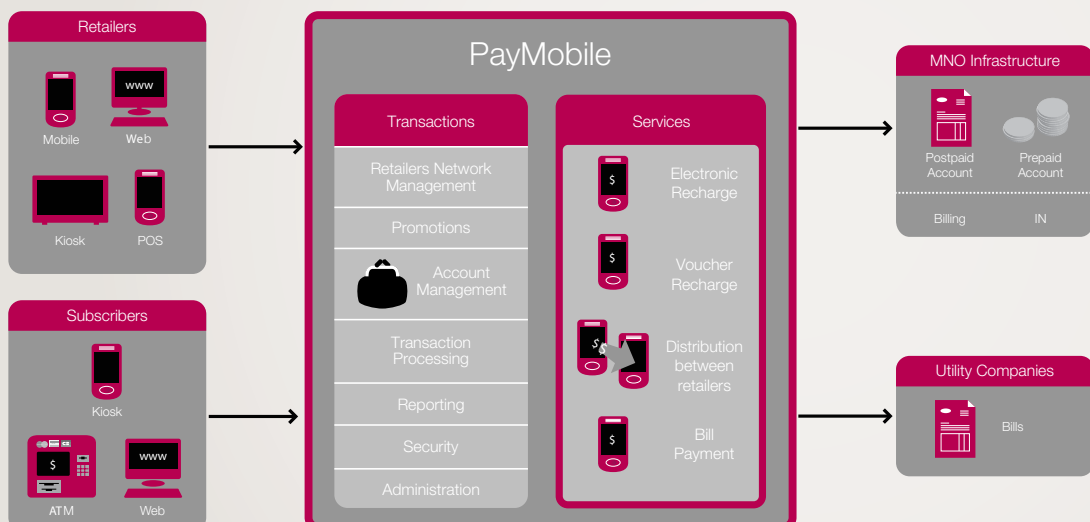 Retailers
Mobile
www
Web
Kiosk
POS
Subscribers
Kiosk
$
ATM
www
Web
PayMobile
Transactions
Retailers Network
Management
Promotions
Account
Management
Transaction
Processing
Reporting
Security
Administration
Services
$
Electronic
Recharge
$
Voucher
Recharge
$
$
Distribution
between
retailers
$
Bill
Payment
MNO Infrastructure
Postpaid
Account
Prepaid
Account
Billing
IN
Utility Companies
Bills